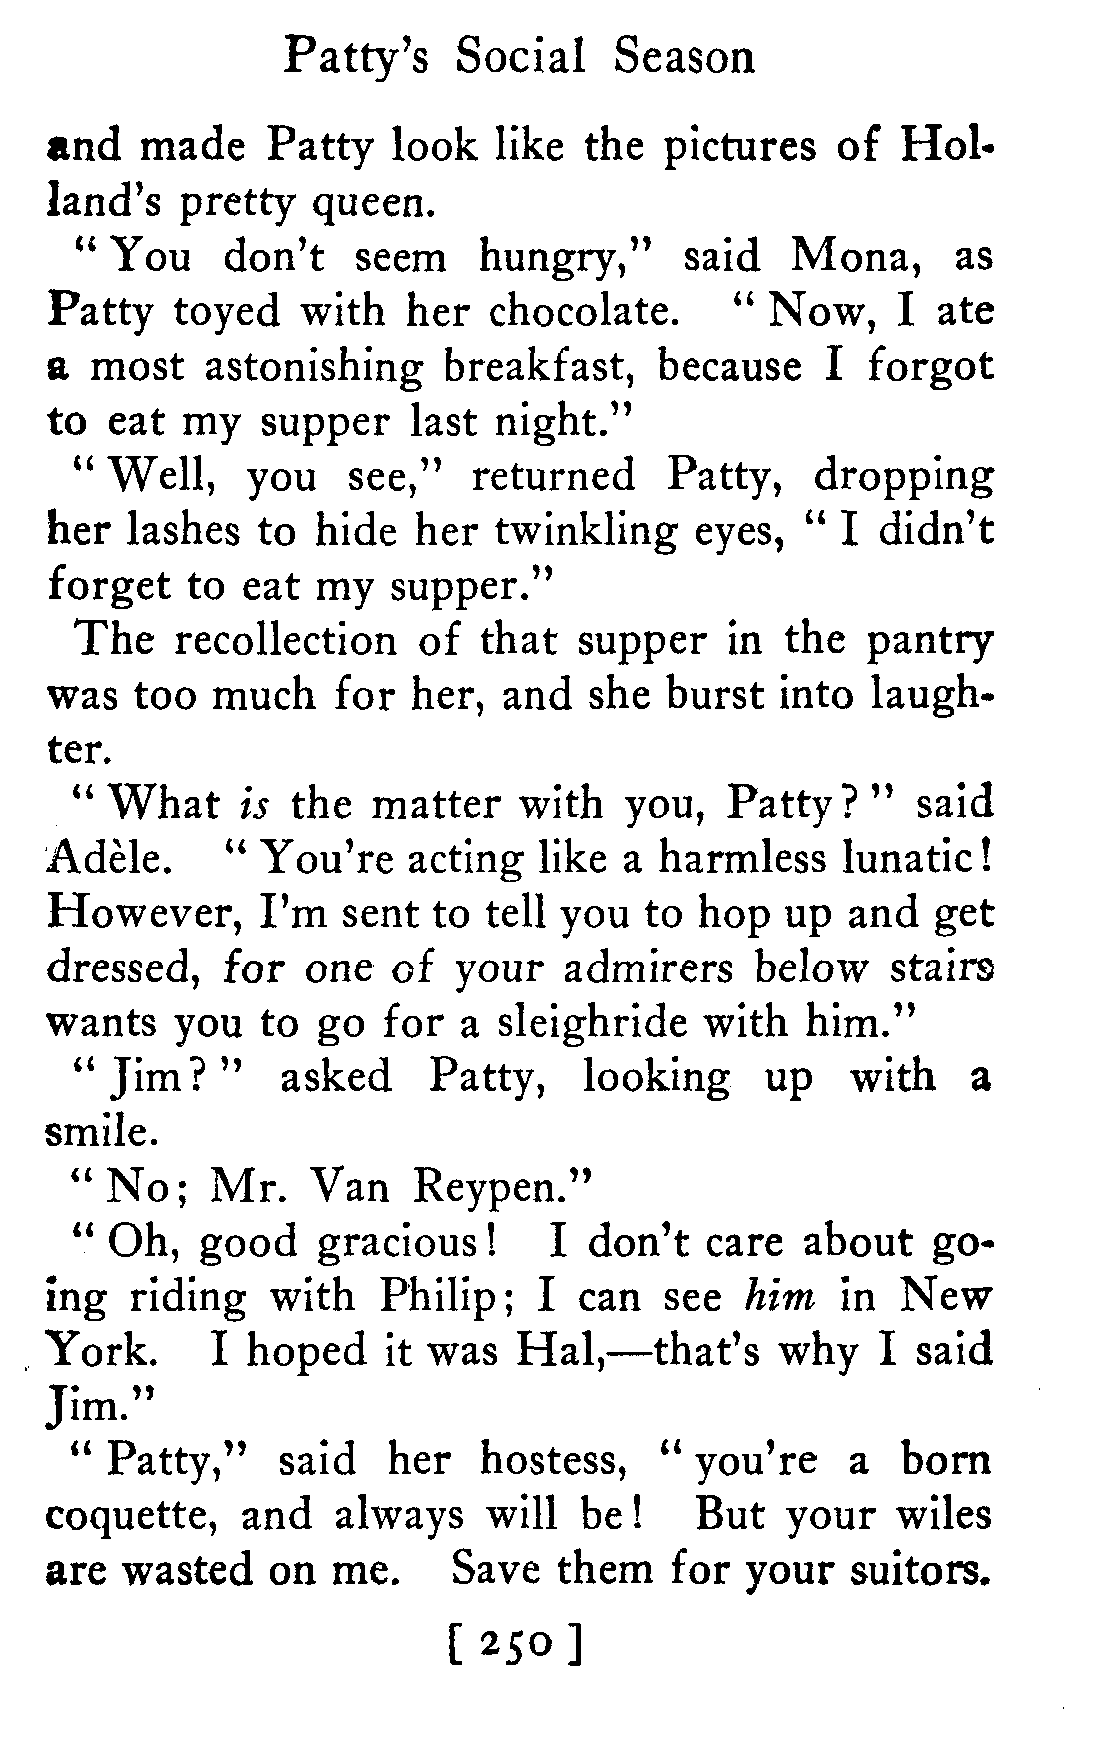 Patty's Social Season
and made Patty look like the pictures of Hol-
land's pretty queen.
"You don't seem hungry," said Mona, as
Patty toyed with her chocolate. "Now, I ate
a most astonishing breakfast, because I forgot
to eat my supper last night."
"Well, you see," returned Patty, dropping
her lashes to hide her twinkling eyes, "I didn't
forget to eat my supper."
The recollection of that supper in the pantry
was too much for her, and she burst into laugh-
ter.
"What is the matter with you, Patty?" said
Adèle. "You're acting like a harmless lunatic!
However, I'm sent to tell you to hop up and get
dressed, for one of your admirers below stairs
wants you to go for a sleighride with him."
"Jim?" asked Patty, looking up with a
smile.
"No; Mr. Van Reypen."
"Oh, good gracious! I don't care about go-
ing riding with Philip; I can see him in New
York. I hoped it was Hal,—that's why I said
Jim."
"Patty," said her hostess, "you're a born
coquette, and always will be! But your wiles
are wasted on me. Save them for your suitors.
[ 250 ]